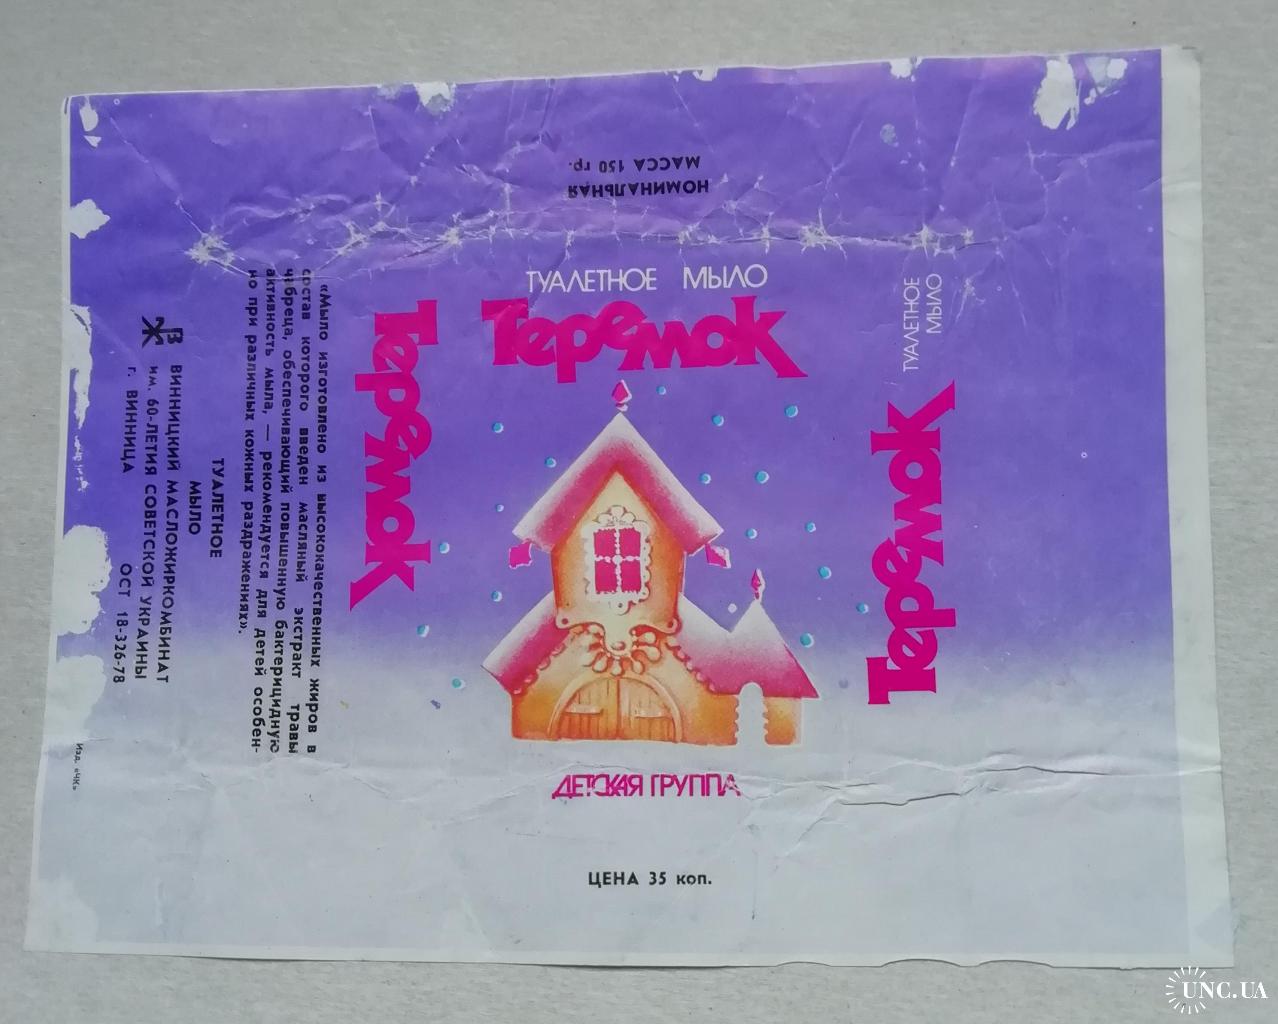 НОМИНАЛЬНАЯ
МАССА 150 гр.
ТУАЛЕТНОЕ МЫЛО
Теремок
ДЕТСКАЯ ГРУППА
ЦЕНА 35 коп.
ТУАЛЕТНОЕ
МЫЛО
Теремок
Теремок
«Мыло изготовлено из высококачественных жиров в
состав которого введен масляный экстракт травы
чабреца, обеспечивающий повышенную бактерицидную
активность мыла, — рекомендуется для детей особен-
но при различных кожных раздражениях».
ТУАЛЕТНОЕ
МЫЛО
ВИННИЦКИЙ МАСЛОЖИРКОМБИНАТ
им. 60-ЛЕТИЯ СОВЕТСКОЙ УКРАИНЫ
г. ВИННИЦА ОСТ 18-326-78
Изд. «ЧК»
UNC.UA